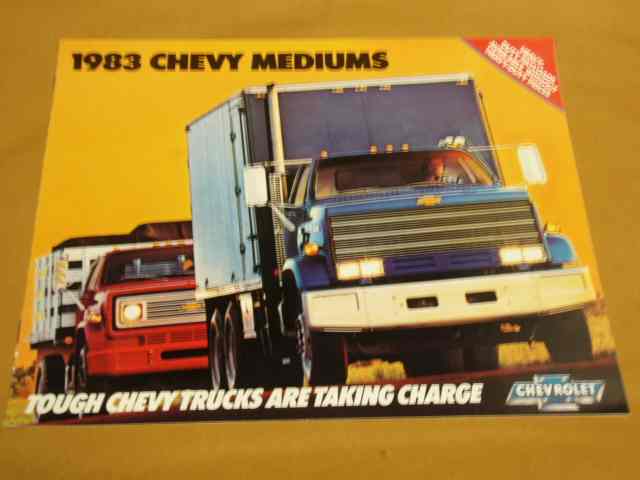 1983 CHEVY MEDIUMS
TOUGH CHEVY TRUCKS ARE TAKING CHARGE
CHEVROLET